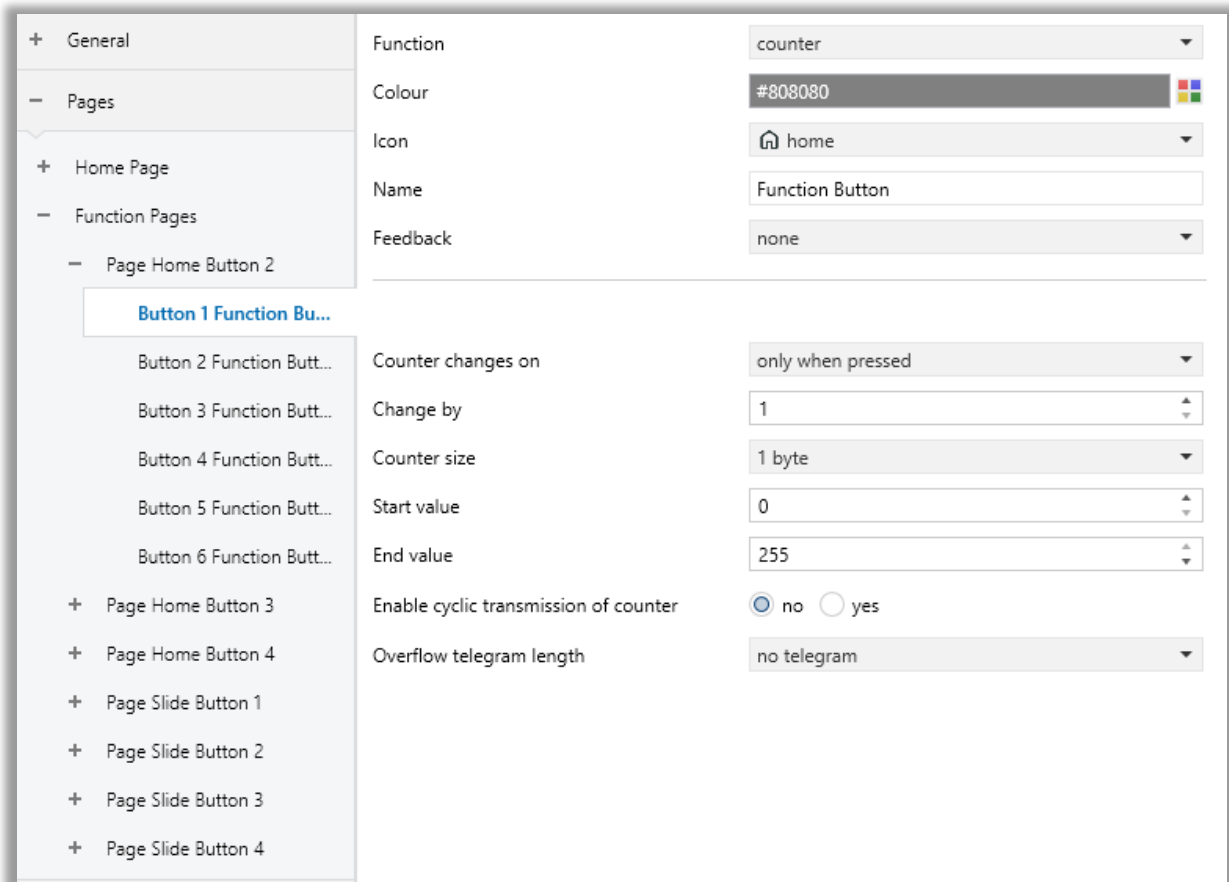 General
Pages
Home Page
Function Pages
Page Home Button 2
Button 1 Function Bu...
Button 2 Function Butt...
Button 3 Function Butt...
Button 4 Function Butt...
Button 5 Function Butt...
Button 6 Function Butt...
Page Home Button 3
Page Home Button 4
Page Slide Button 1
Page Slide Button 2
Page Slide Button 3
Page Slide Button 4
Function counter
Colour #808080
Icon home
Name Function Button
Feedback none
Counter changes on only when pressed
Change by 1
Counter size 1 byte
Start value 0
End value 255
Enable cyclic transmission of counter no yes
Overflow telegram length no telegram